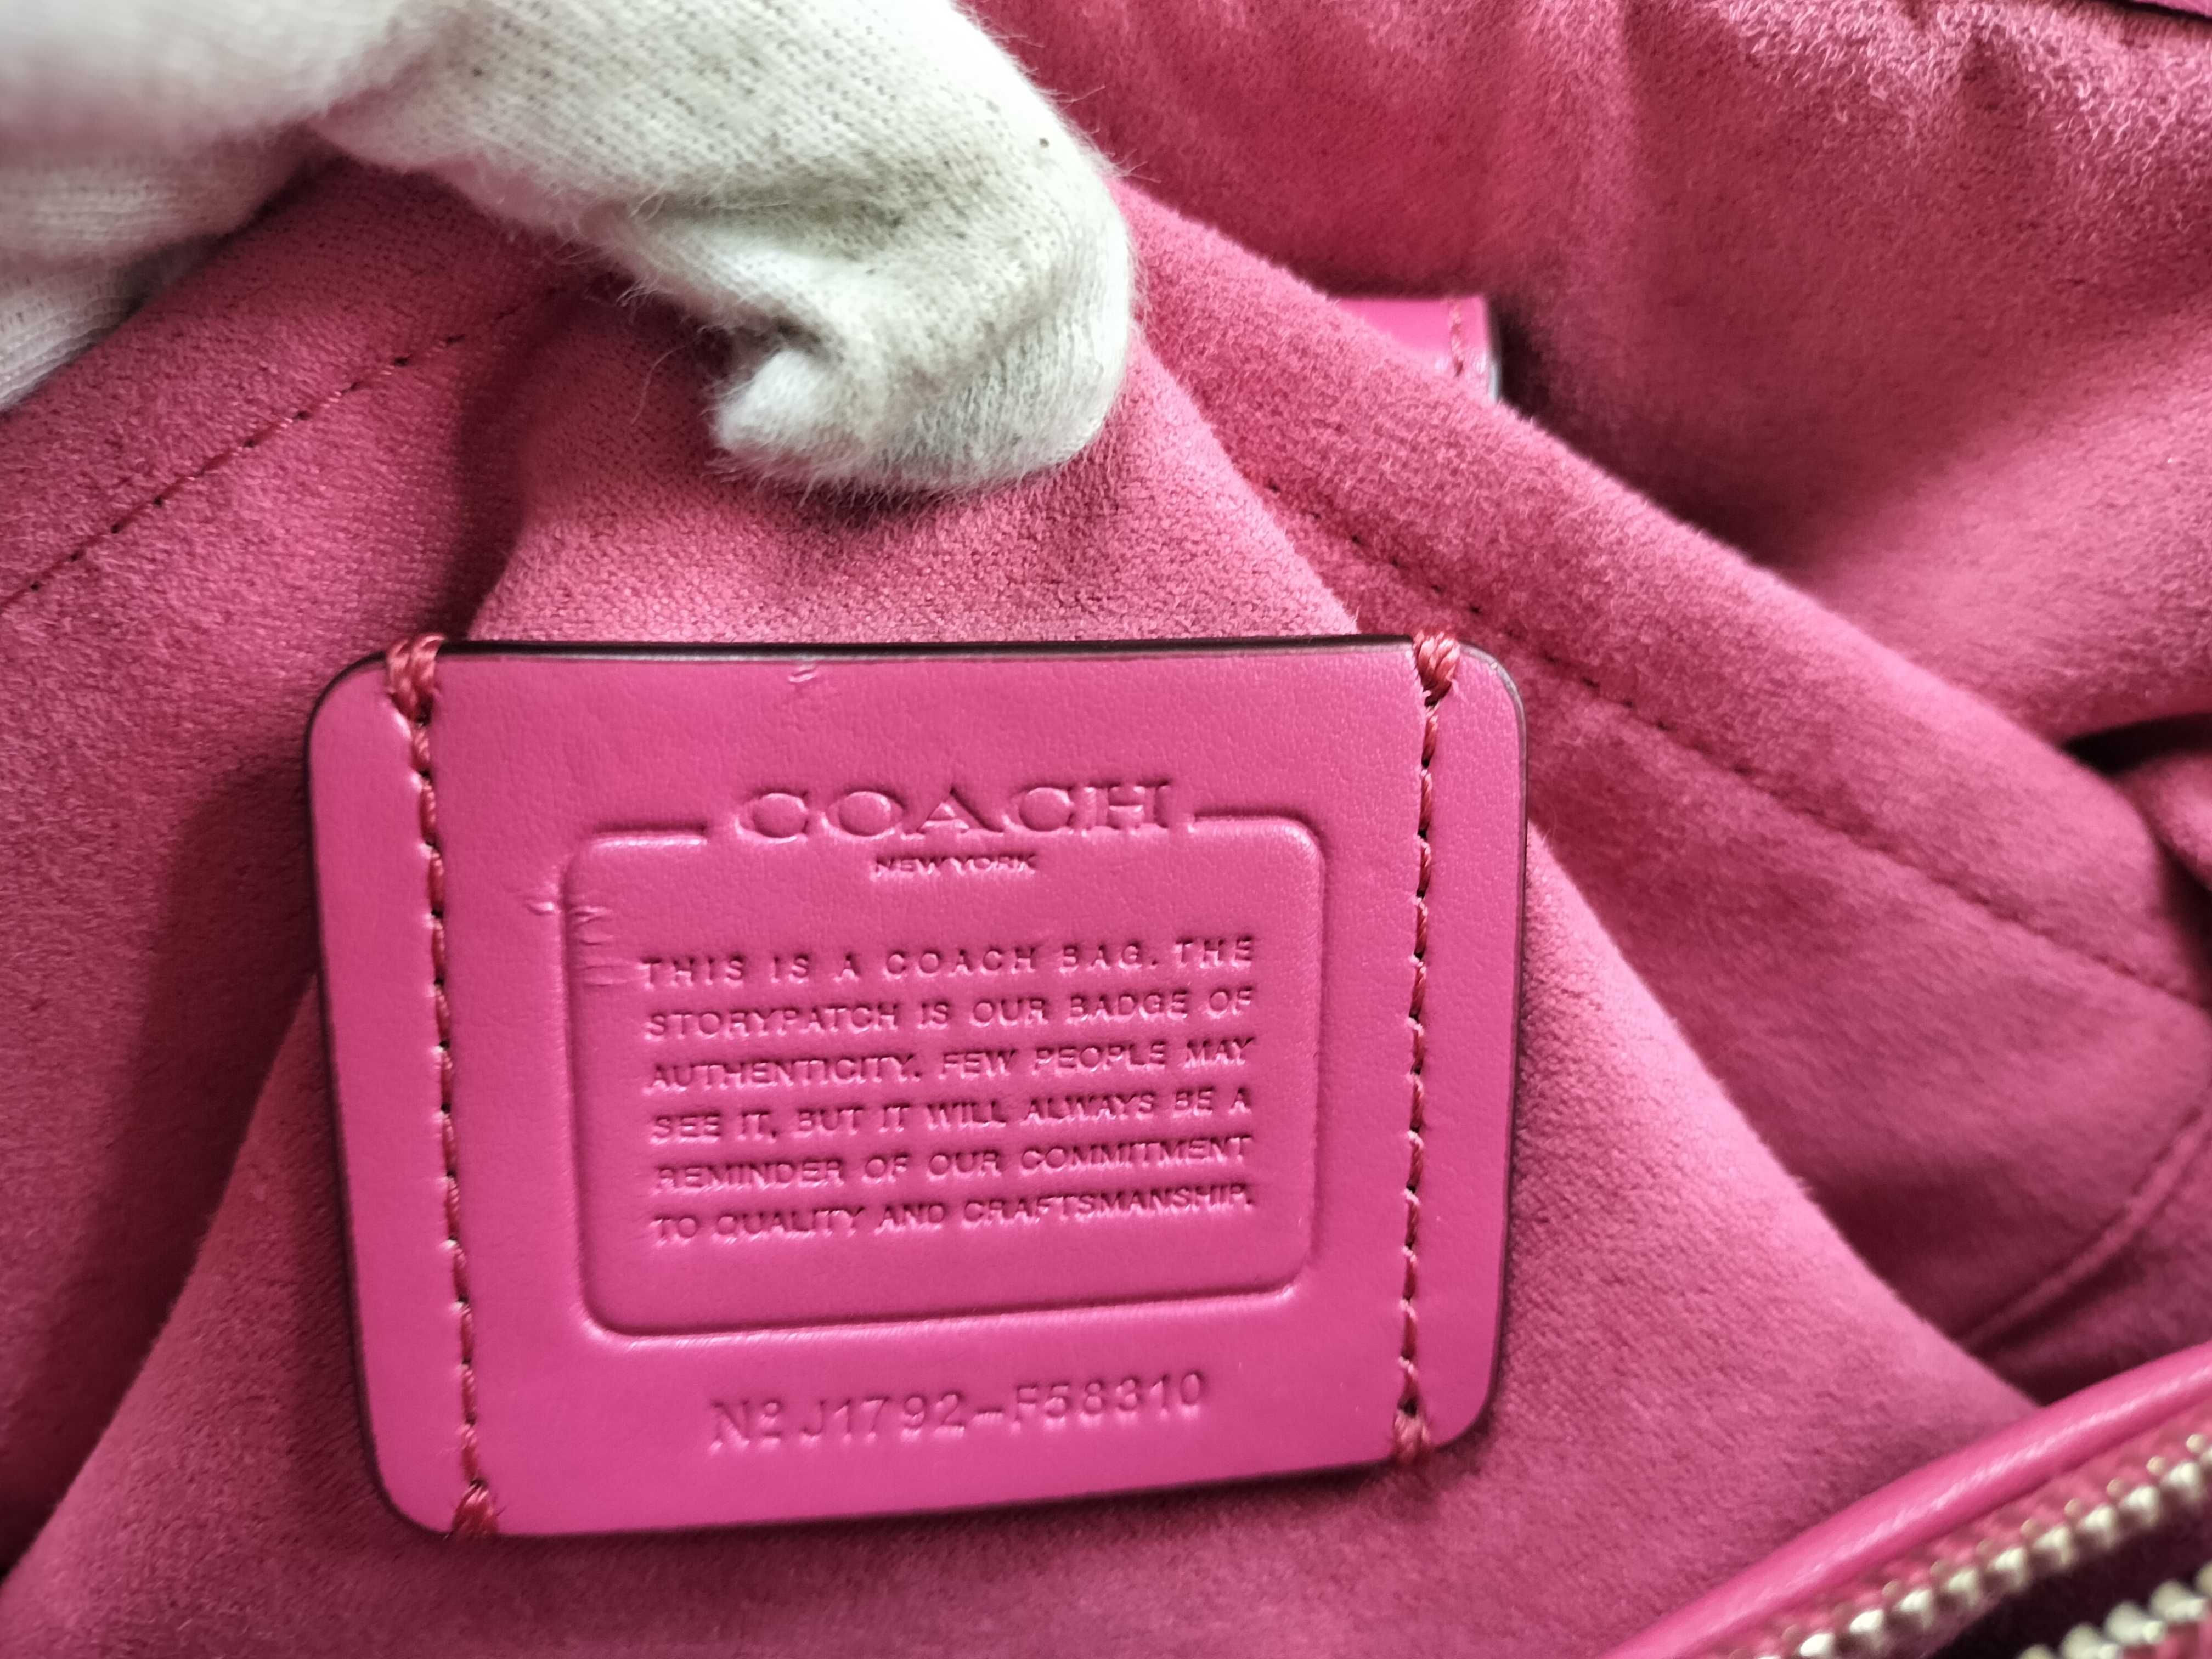 COACH
NEW YORK
THIS IS A COACH BAG. THE
STORYPATCH IS OUR BADGE OF
AUTHENTICITY. FEW PEOPLE MAY
SEE IT, BUT IT WILL ALWAYS BE A
REMINDER OF OUR COMMITMENT
TO QUALITY AND CRAFTSMANSHIP.
Nº J1792-F58310